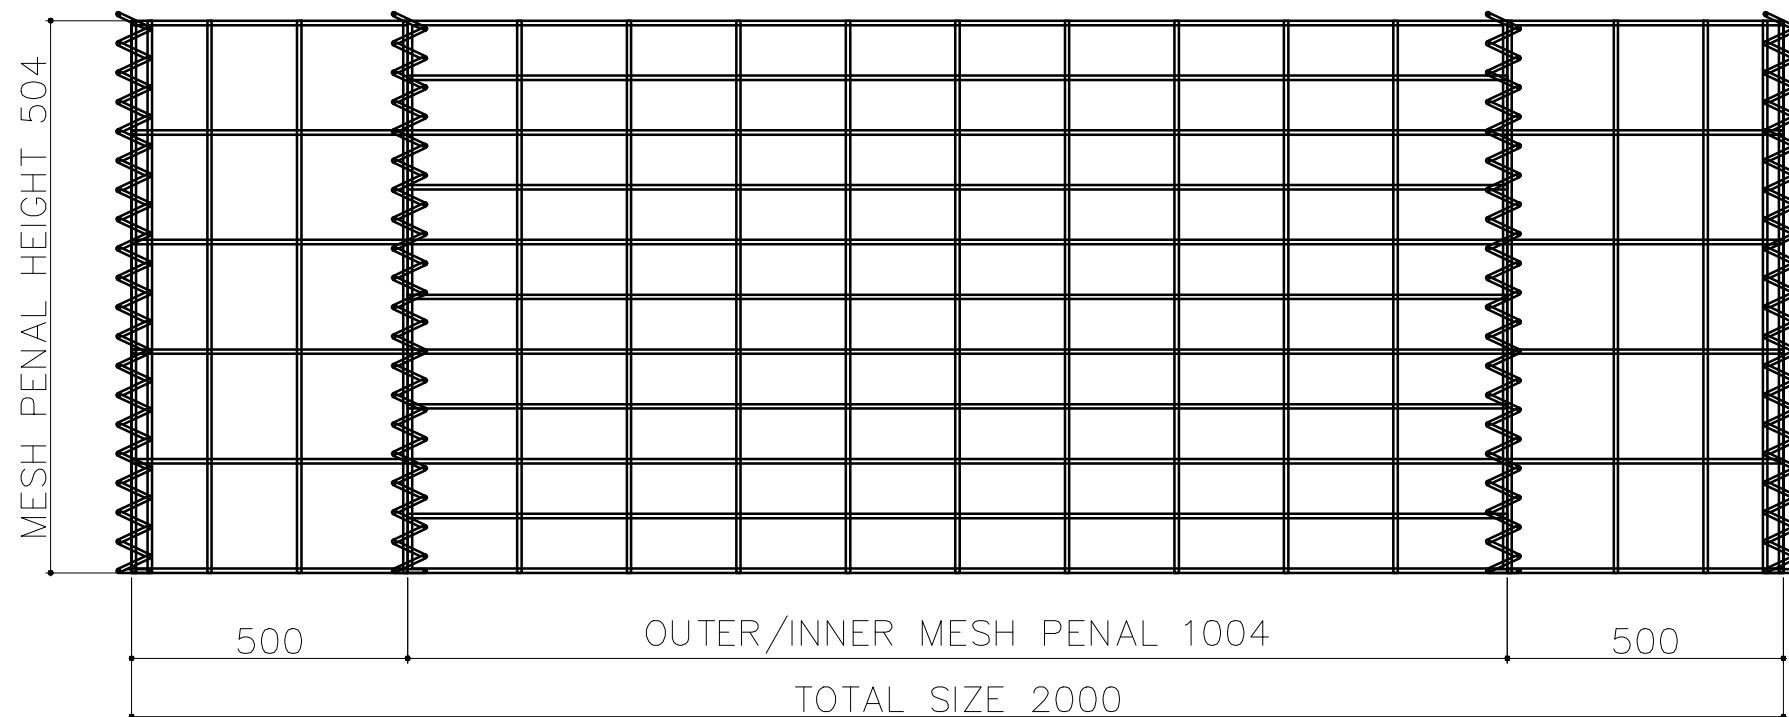 MESH PENAL HEIGHT 504
500
OUTER/INNER MESH PENAL 1004
500
TOTAL SIZE 2000